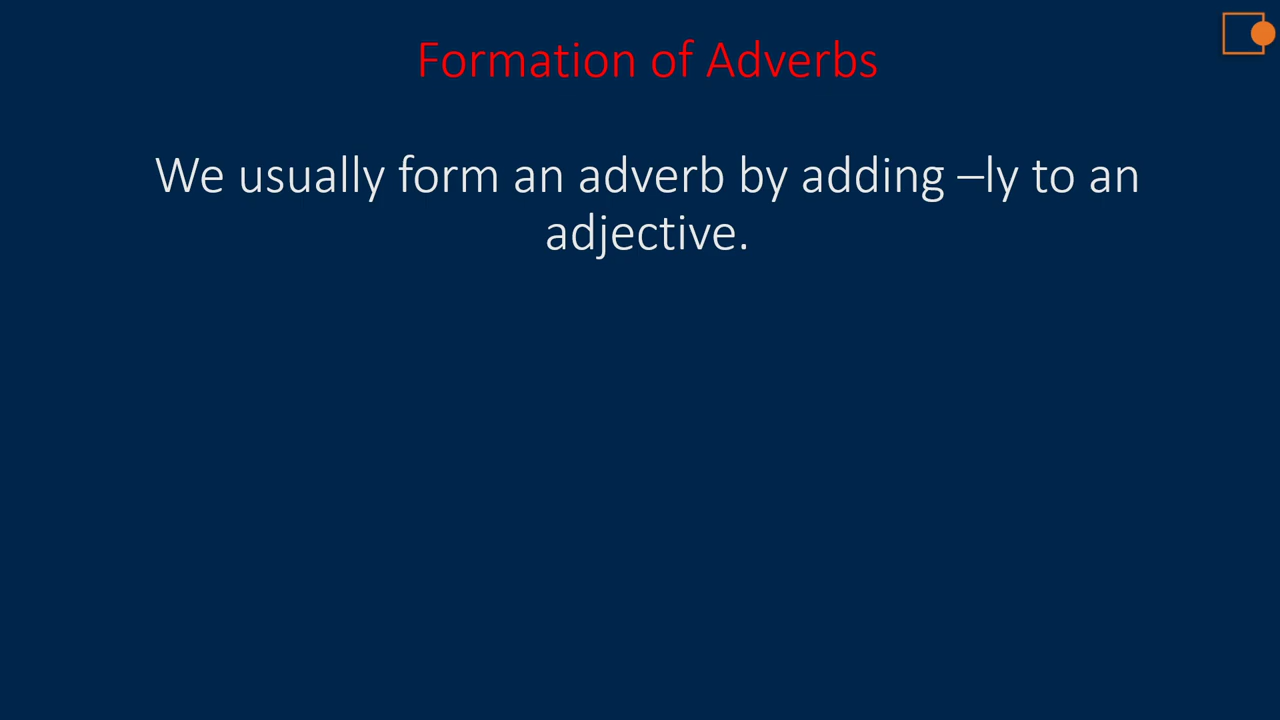 Formation of Adverbs
We usually form an adverb by adding –ly to an
adjective.